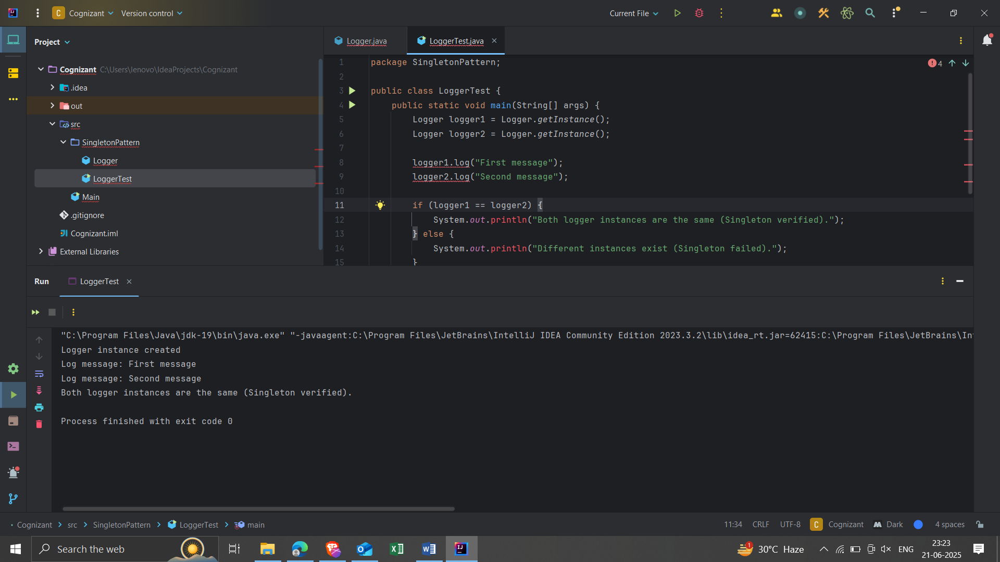 C Cognizant Version control Current File
Project
Logger.java LoggerTest.java
Cognizant C:\Users\lenovo\IdeaProjects\Cognizant
.idea
out
src
SingletonPattern
Logger
LoggerTest
Main
.gitignore
Cognizant.iml
External Libraries
4
1 package SingletonPattern;
2
3 public class LoggerTest {
4 public static void main(String[] args) {
5 Logger logger1 = Logger.getInstance();
6 Logger logger2 = Logger.getInstance();
7
8 logger1.log("First message");
9 logger2.log("Second message");
10
11 if (logger1 == logger2) {
12 System.out.println("Both logger instances are the same (Singleton verified).");
13 } else {
14 System.out.println("Different instances exist (Singleton failed).");
15 }
Run LoggerTest
"C:\Program Files\Java\jdk-19\bin\java.exe" "-javaagent:C:\Program Files\JetBrains\IntelliJ IDEA Community Edition 2023.3.2\lib\idea_rt.jar=62415:C:\Program Files\JetBrains\In
Logger instance created
Log message: First message
Log message: Second message
Both logger instances are the same (Singleton verified).
Process finished with exit code 0
Cognizant src SingletonPattern LoggerTest main
11:34 CRLF UTF-8 C Cognizant Dark 4 spaces
Search the web
1 30°C Haze ENG
23:23
21-06-2025